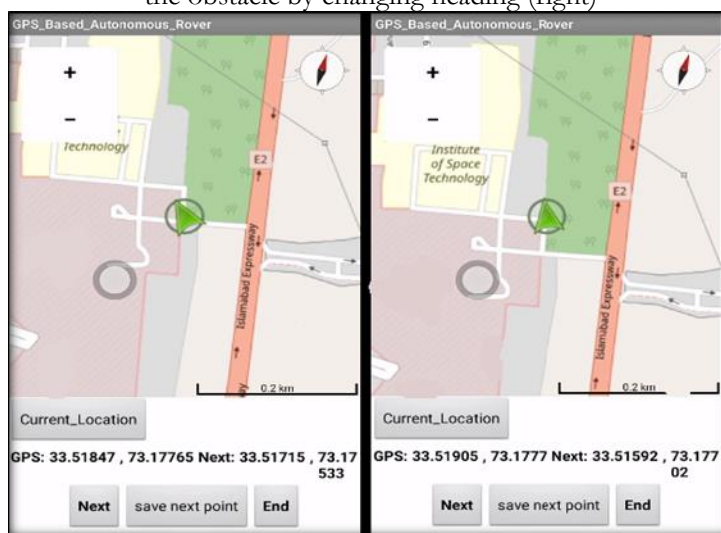 the obstacle by changing heading (right)
GPS_Based_Autonomous_Rover
+
−
Technology
E2
Islamabad Expressway
0.2 km
Current_Location
GPS: 33.51847 , 73.17765 Next: 33.51715 , 73.17
533
Next
save next point
End
GPS_Based_Autonomous_Rover
+
−
Institute
of Space
Technology
E2
Islamabad Expressway
0.2 km
Current_Location
GPS: 33.51905 , 73.1777 Next: 33.51592 , 73.177
02
Next
save next point
End